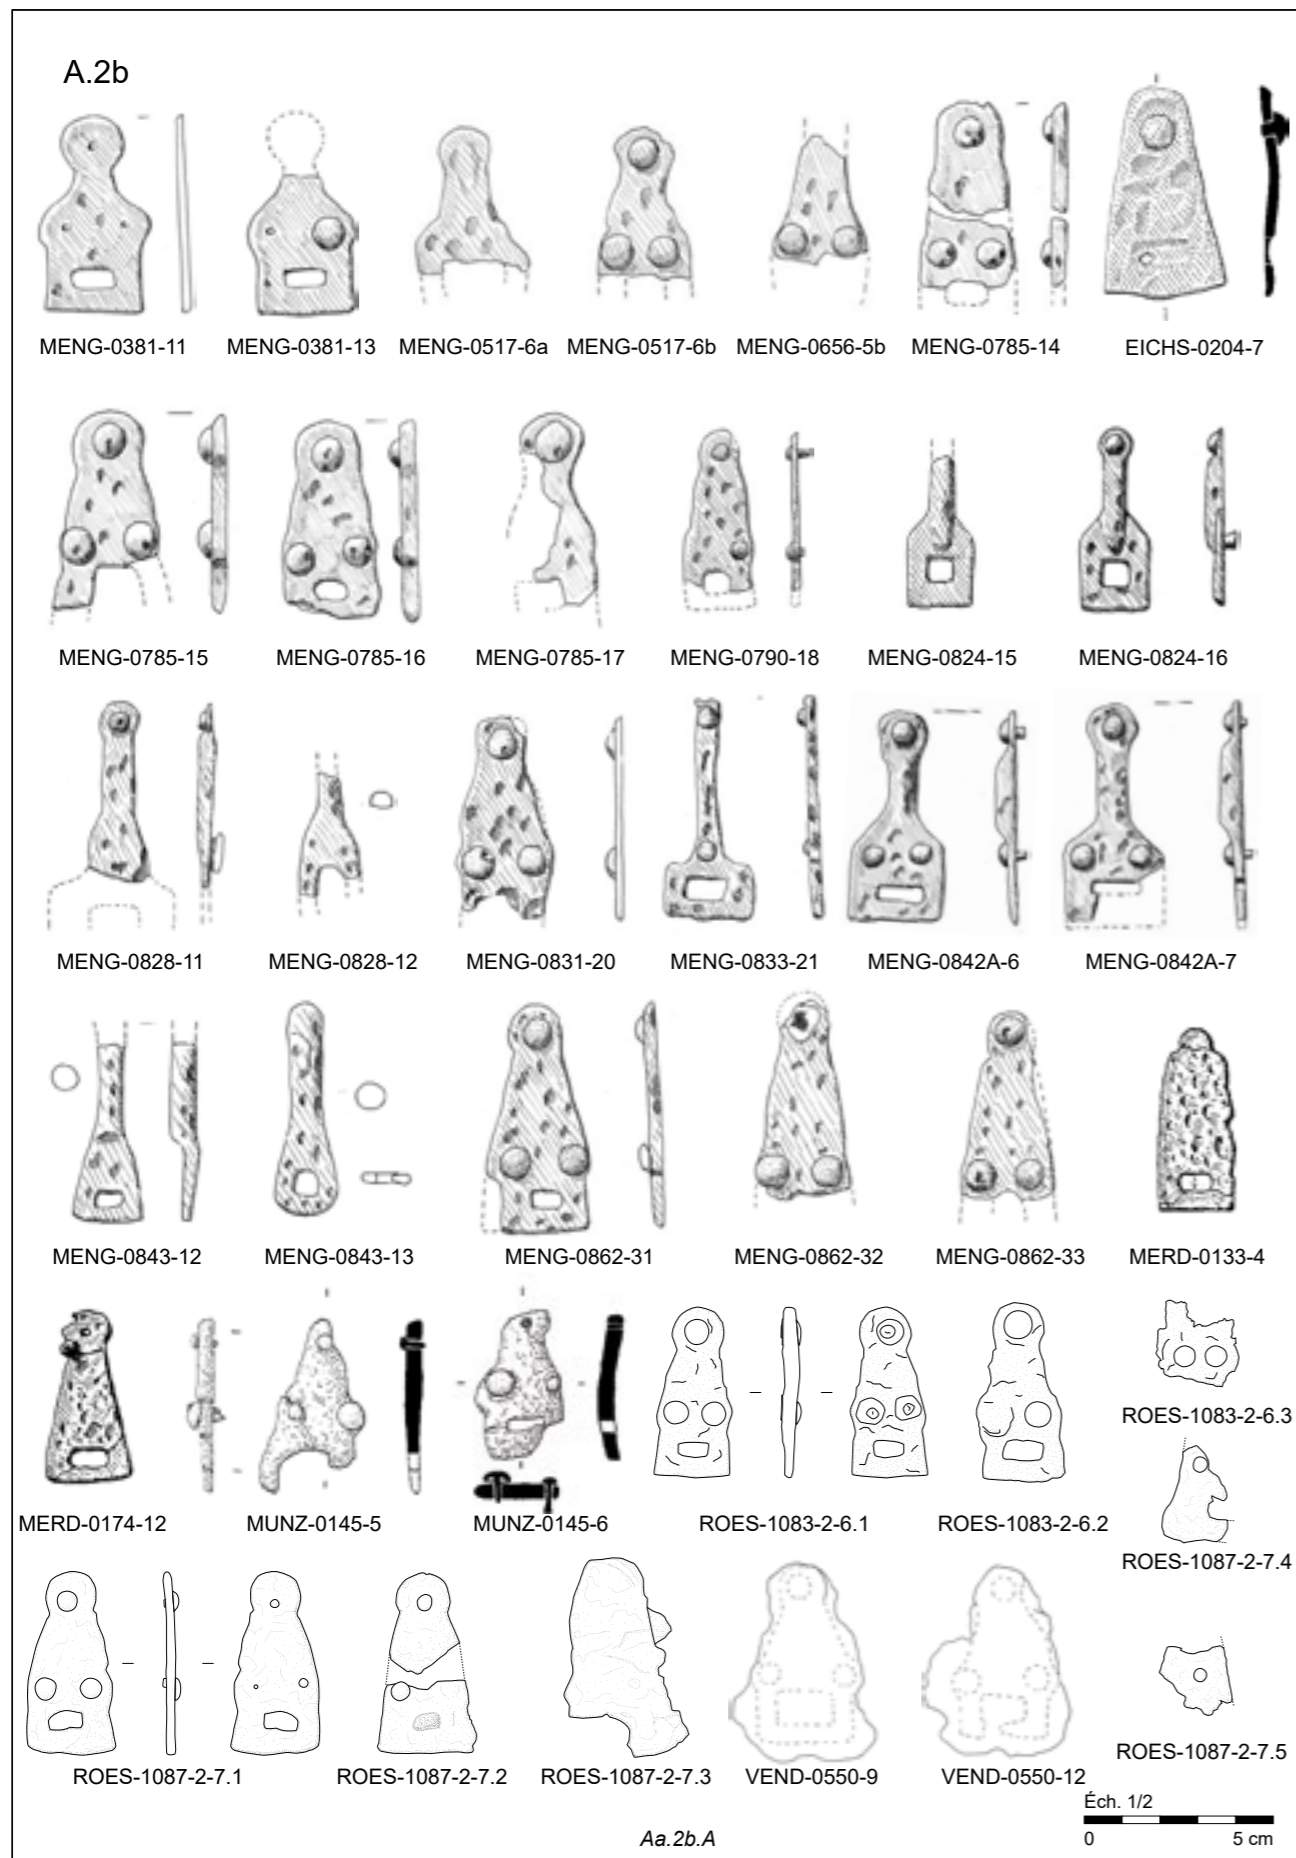 A.2b
MENG-0381-11 MENG-0381-13 MENG-0517-6a MENG-0517-6b MENG-0656-5b MENG-0785-14 EICHS-0204-7
MENG-0785-15 MENG-0785-16 MENG-0785-17 MENG-0790-18 MENG-0824-15 MENG-0824-16
MENG-0828-11 MENG-0828-12 MENG-0831-20 MENG-0833-21 MENG-0842A-6 MENG-0842A-7
MENG-0843-12 MENG-0843-13 MENG-0862-31 MENG-0862-32 MENG-0862-33 MERD-0133-4
ROES-1083-2-6.3
MERD-0174-12 MUNZ-0145-5 MUNZ-0145-6 ROES-1083-2-6.1 ROES-1083-2-6.2
ROES-1087-2-7.4
ROES-1087-2-7.5
ROES-1087-2-7.1 ROES-1087-2-7.2 ROES-1087-2-7.3 VEND-0550-9 VEND-0550-12
Éch. 1/2
0 5 cm
Aa.2b.A